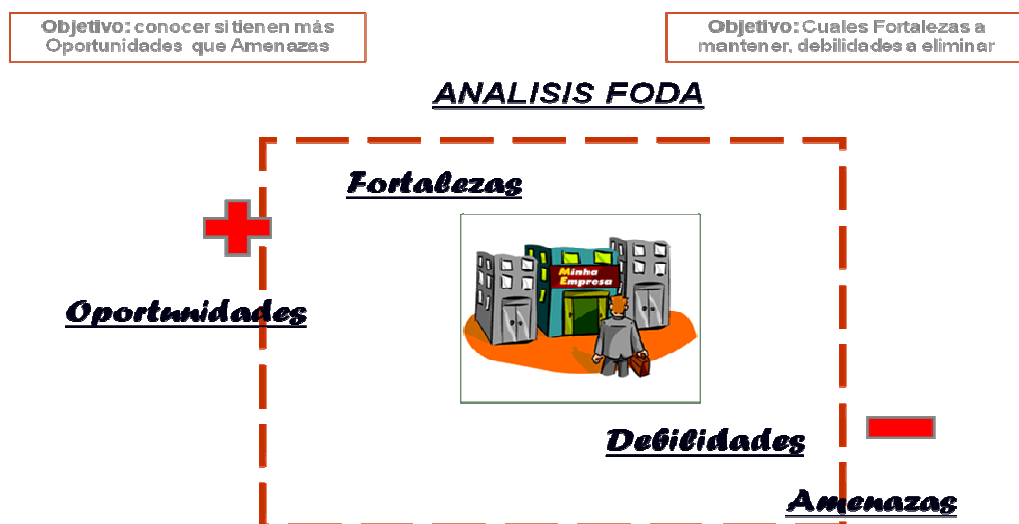 Objetivo: conocer si tienen más
Oportunidades que Amenazas
Objetivo: Cuales Fortalezas a
mantener, debilidades a eliminar
ANALISIS FODA
Fortalezas
Minha
Empresa
Oportunidades
Debilidades
Amenazas